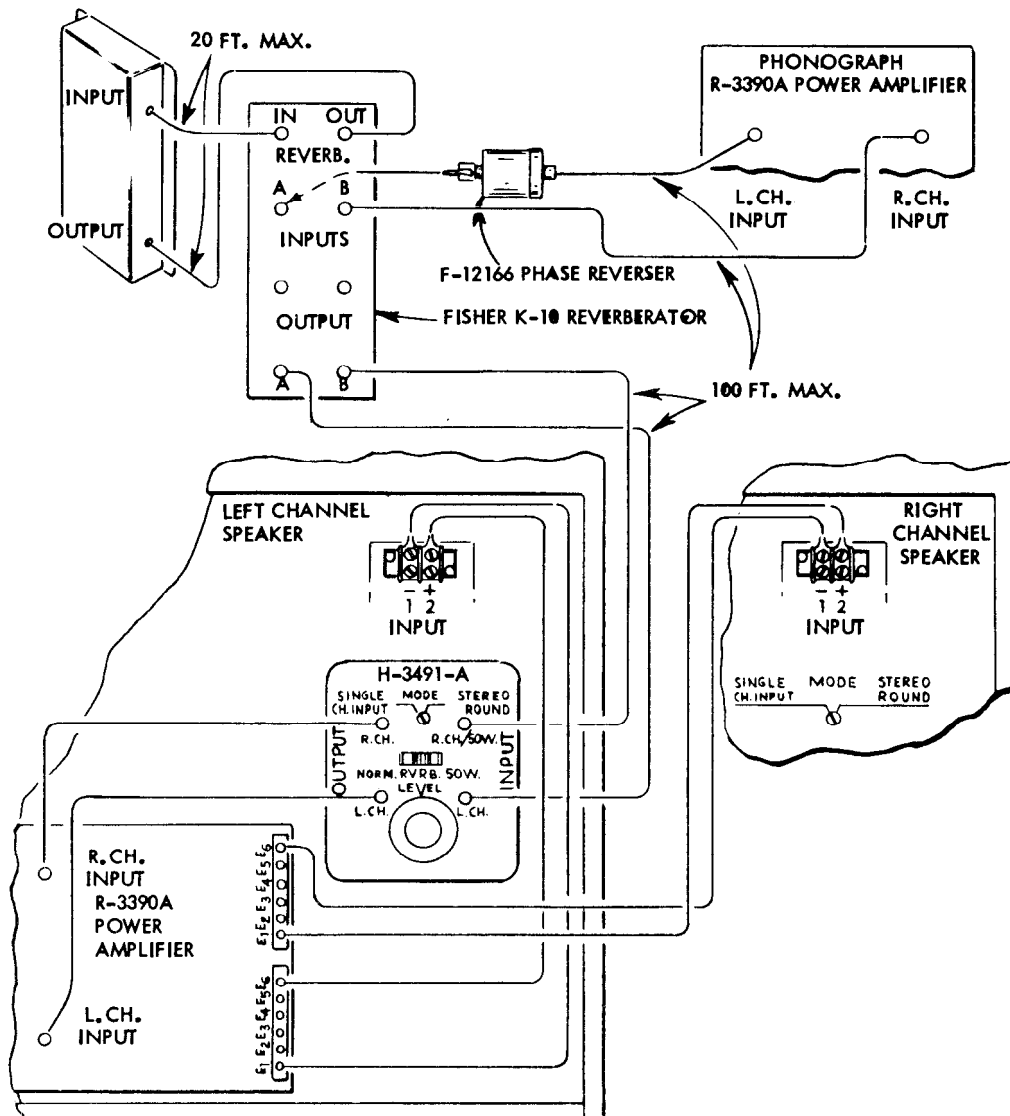 20 FT. MAX.
INPUT
OUTPUT
IN OUT
REVERB.
A B
INPUTS
OUTPUT
A B
PHONOGRAPH
R-3390A POWER AMPLIFIER
L.CH.
INPUT
R.CH.
INPUT
F-12166 PHASE REVERSER
FISHER K-10 REVERBERATOR
100 FT. MAX.
LEFT CHANNEL
SPEAKER
- +
1 2
INPUT
RIGHT
CHANNEL
SPEAKER
- +
1 2
INPUT
SINGLE
CH.INPUT
MODE
STEREO
ROUND
H-3491-A
SINGLE
CH.INPUT
MODE
STEREO
ROUND
R.CH.
R.CH/50W.
OUTPUT
INPUT
NORM. RVRB. 50W.
LEVEL
L.CH.
L.CH.
R.CH.
INPUT
R-3390A
POWER
AMPLIFIER
L.CH.
INPUT
E6
E5
E4
E3
E2
E1
E6
E5
E4
E3
E2
E1